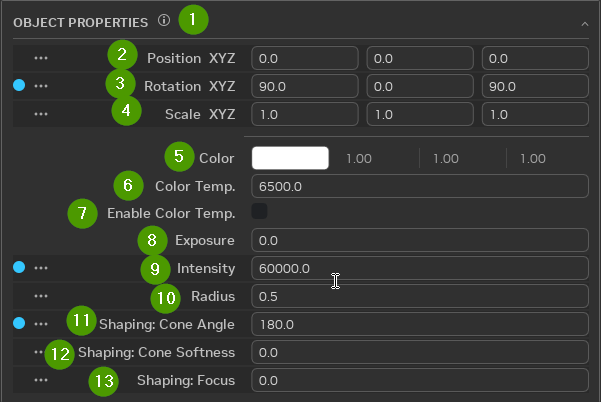 OBJECT PROPERTIES ⓘ 1
2 Position XYZ 0.0 0.0 0.0
3 Rotation XYZ 90.0 0.0 90.0
4 Scale XYZ 1.0 1.0 1.0
5 Color 1.00 1.00 1.00
6 Color Temp. 6500.0
7 Enable Color Temp.
8 Exposure 0.0
9 Intensity 60000.0
10 Radius 0.5
11 Shaping: Cone Angle 180.0
12 Shaping: Cone Softness 0.0
13 Shaping: Focus 0.0